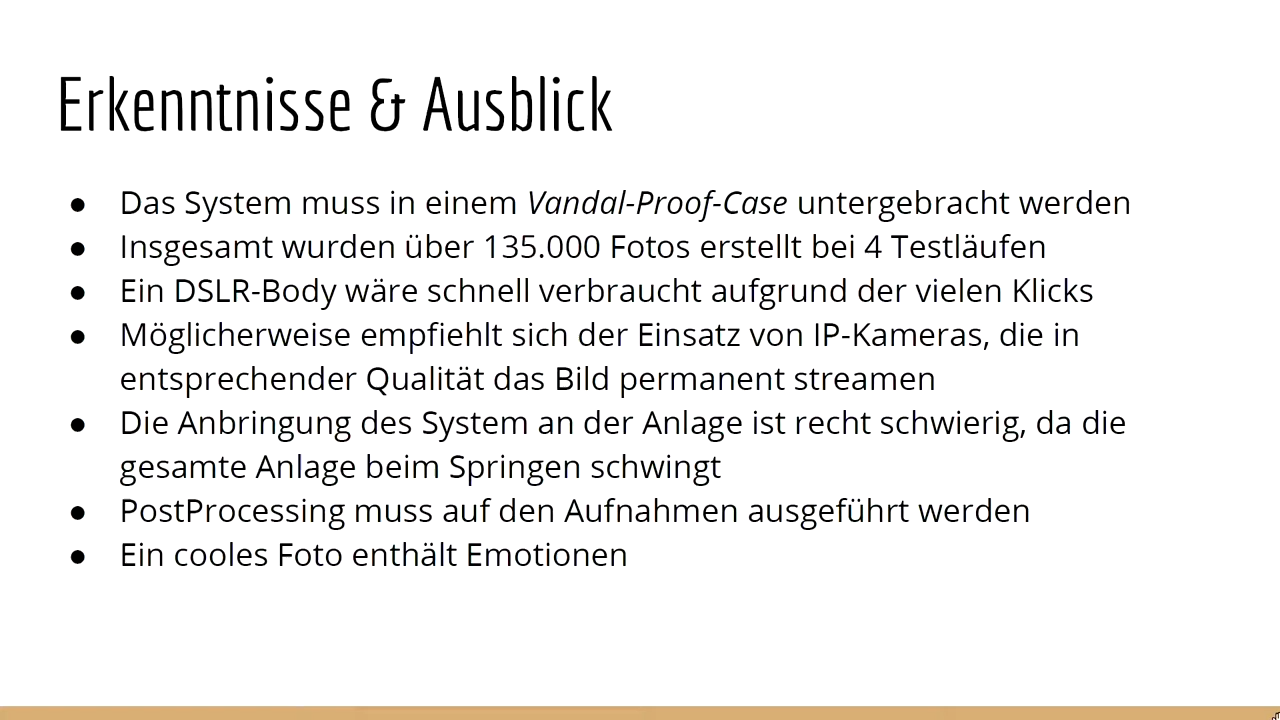 Erkenntnisse & Ausblick
● Das System muss in einem Vandal-Proof-Case untergebracht werden
● Insgesamt wurden über 135.000 Fotos erstellt bei 4 Testläufen
● Ein DSLR-Body wäre schnell verbraucht aufgrund der vielen Klicks
● Möglicherweise empfiehlt sich der Einsatz von IP-Kameras, die in
entsprechender Qualität das Bild permanent streamen
● Die Anbringung des System an der Anlage ist recht schwierig, da die
gesamte Anlage beim Springen schwingt
● PostProcessing muss auf den Aufnahmen ausgeführt werden
● Ein cooles Foto enthält Emotionen